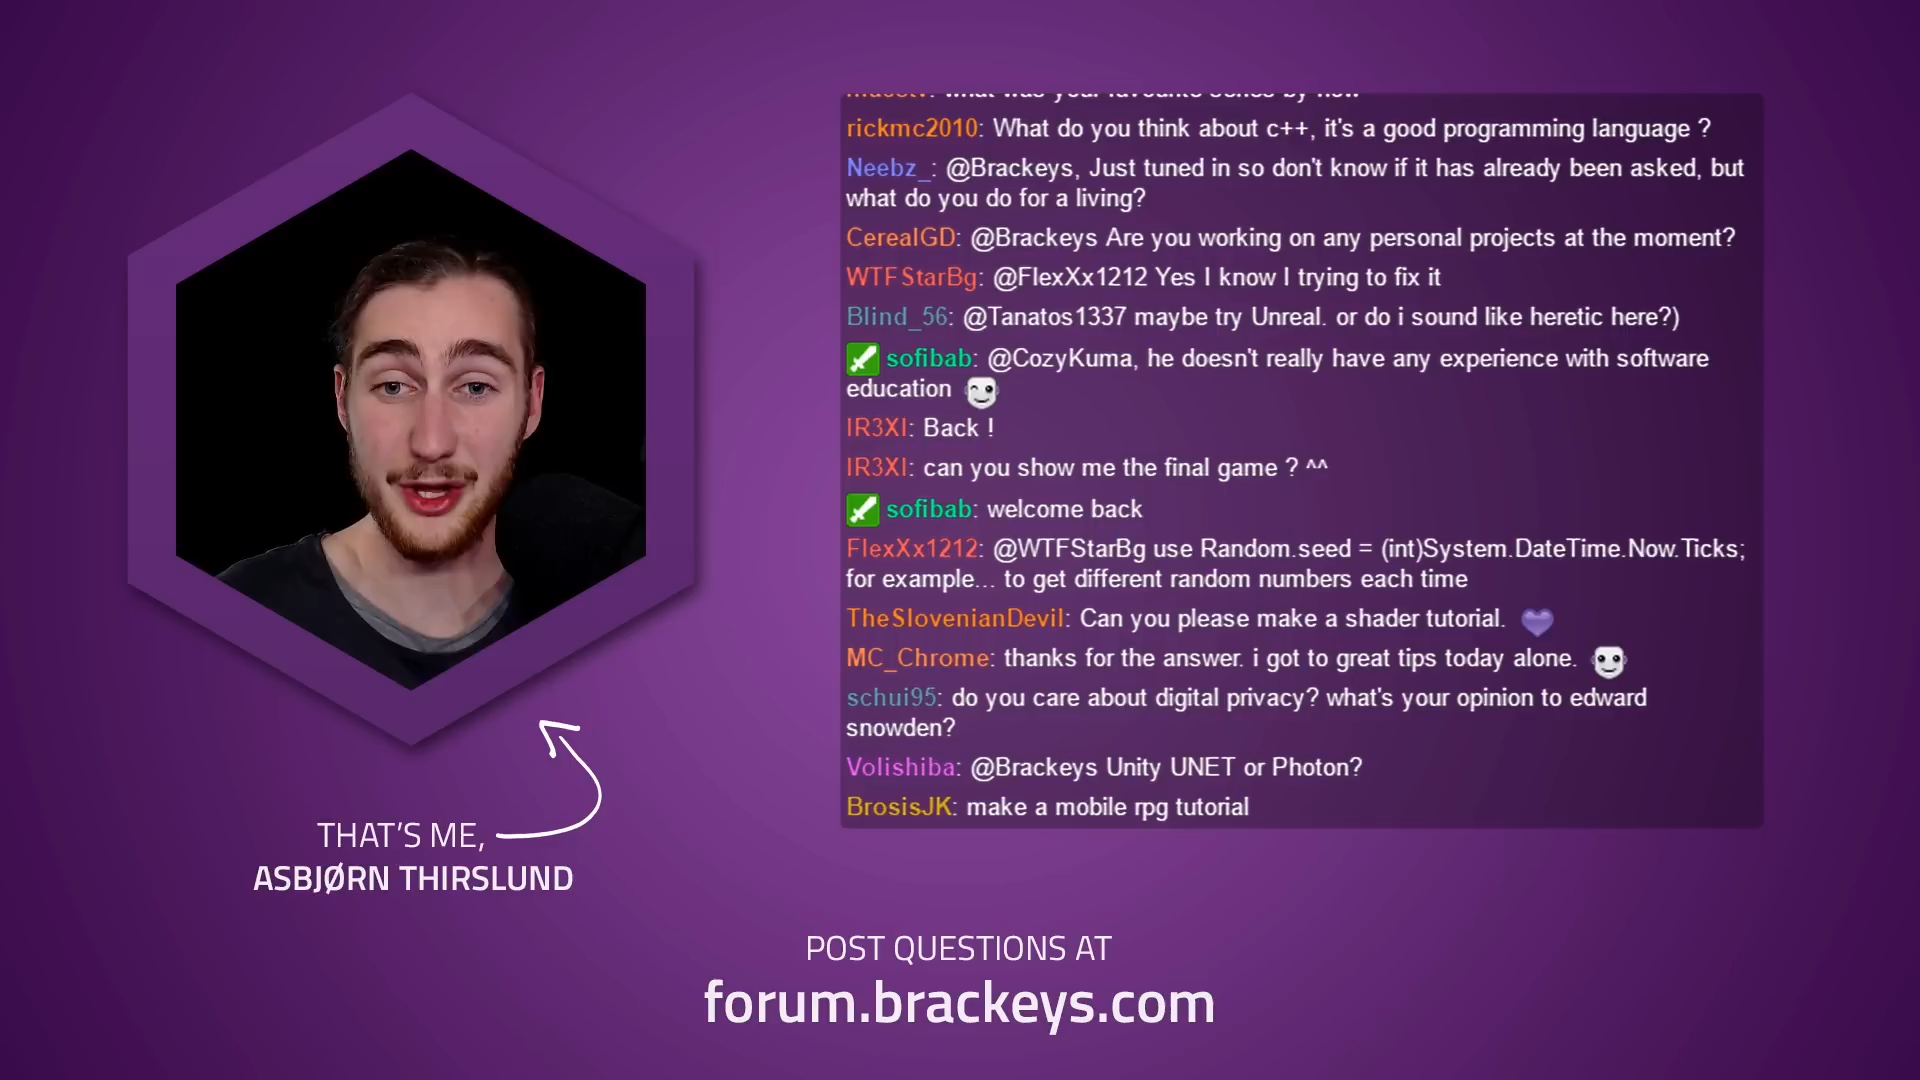 what was your favourite series by now
rickmc2010: What do you think about c++, it's a good programming language ?
Neebz_: @Brackeys, Just tuned in so don't know if it has already been asked, but
what do you do for a living?
CerealGD: @Brackeys Are you working on any personal projects at the moment?
WTFStarBg: @FlexXx1212 Yes I know I trying to fix it
Blind_56: @Tanatos1337 maybe try Unreal. or do i sound like heretic here?)
sofibab: @CozyKuma, he doesn't really have any experience with software
education
IR3XI: Back !
IR3XI: can you show me the final game ? ^^
sofibab: welcome back
FlexXx1212: @WTFStarBg use Random.seed = (int)System.DateTime.Now.Ticks;
for example... to get different random numbers each time
TheSlovenianDevil: Can you please make a shader tutorial.
MC_Chrome: thanks for the answer. i got to great tips today alone.
schui95: do you care about digital privacy? what's your opinion to edward
snowden?
Volishiba: @Brackeys Unity UNET or Photon?
BrosisJK: make a mobile rpg tutorial
THAT'S ME,
ASBJØRN THIRSLUND
POST QUESTIONS AT
forum.brackeys.com